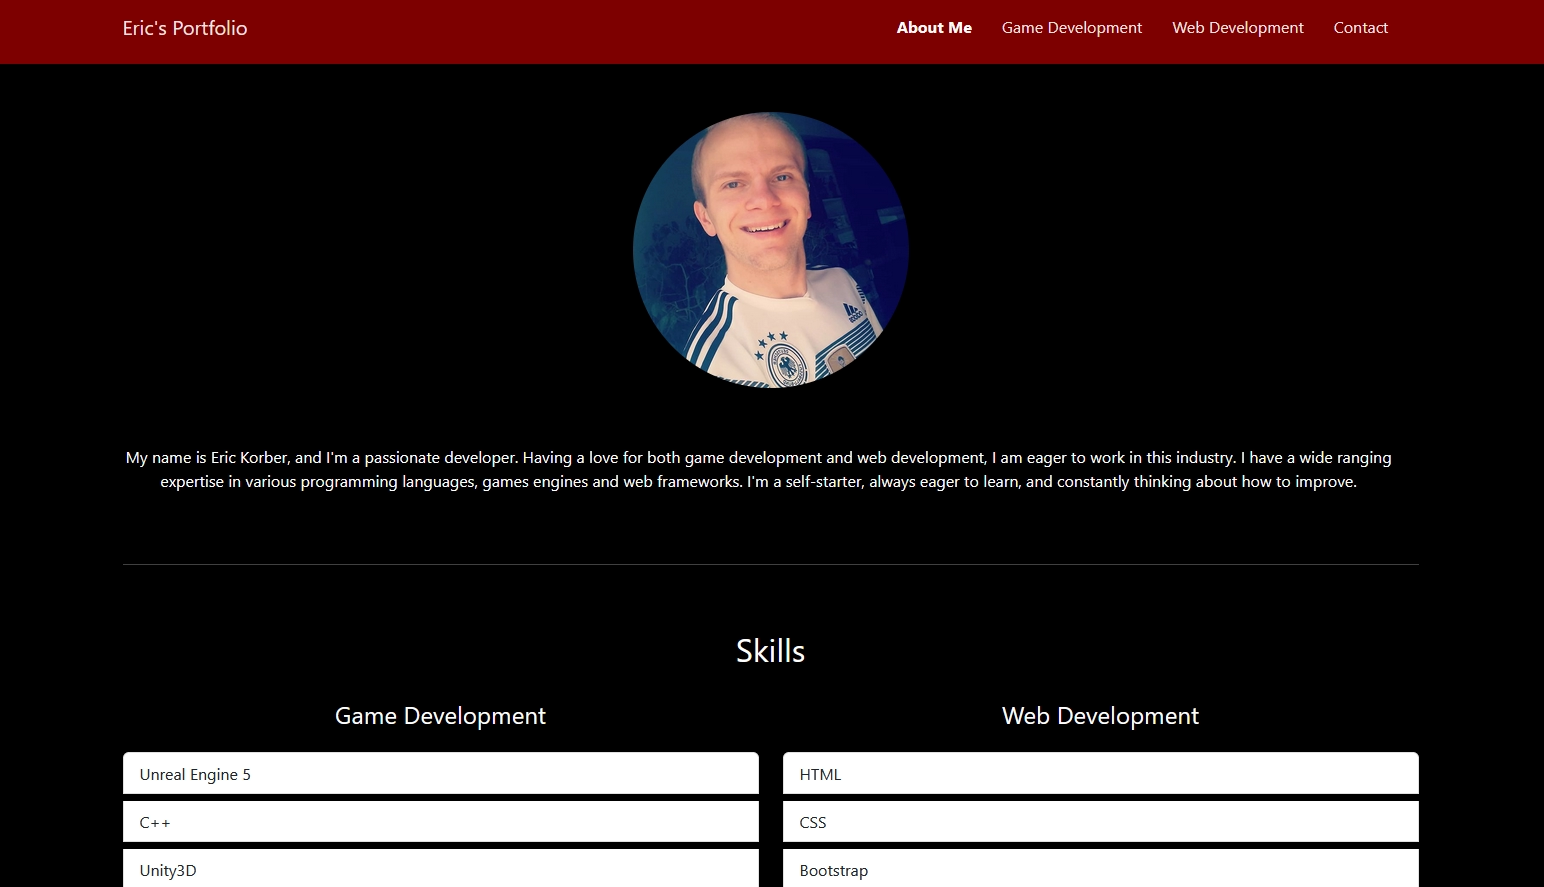 Eric's Portfolio
About Me Game Development Web Development Contact
My name is Eric Korber, and I'm a passionate developer. Having a love for both game development and web development, I am eager to work in this industry. I have a wide ranging
expertise in various programming languages, games engines and web frameworks. I'm a self-starter, always eager to learn, and constantly thinking about how to improve.
Skills
Game Development
Web Development
Unreal Engine 5
HTML
C++
CSS
Unity3D
Bootstrap